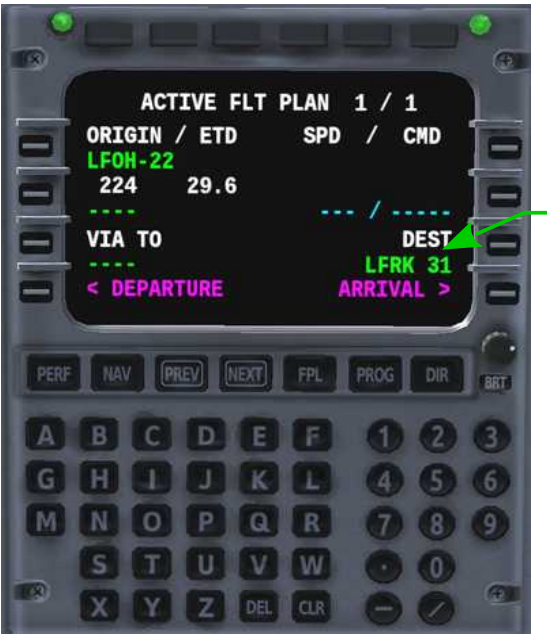 ACTIVE FLT PLAN 1 / 1
ORIGIN / ETD SPD / CMD
LFOH-22
224 29.6
---- --- / -----
VIA TO DEST
---- LFRK 31
< DEPARTURE ARRIVAL >
PERF NAV PREV NEXT FPL PROG DIR BRT
A B C D E F 1 2 3
G H I J K L 4 5 6
M N O P Q R 7 8 9
S T U V W · 0
X Y Z DEL CLR — /